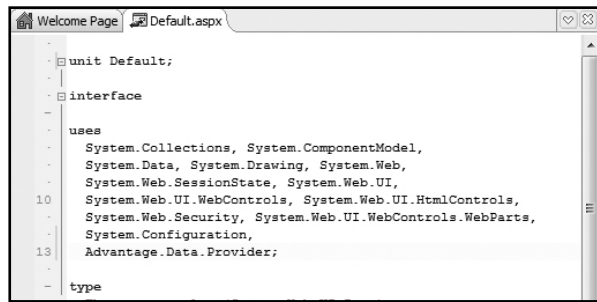 Welcome Page Default.aspx
unit Default;
interface
uses
System.Collections, System.ComponentModel,
System.Data, System.Drawing, System.Web,
System.Web.SessionState, System.Web.UI,
10 System.Web.UI.WebControls, System.Web.UI.HtmlControls,
System.Web.Security, System.Web.UI.WebControls.WebParts,
System.Configuration,
13 Advantage.Data.Provider;
type